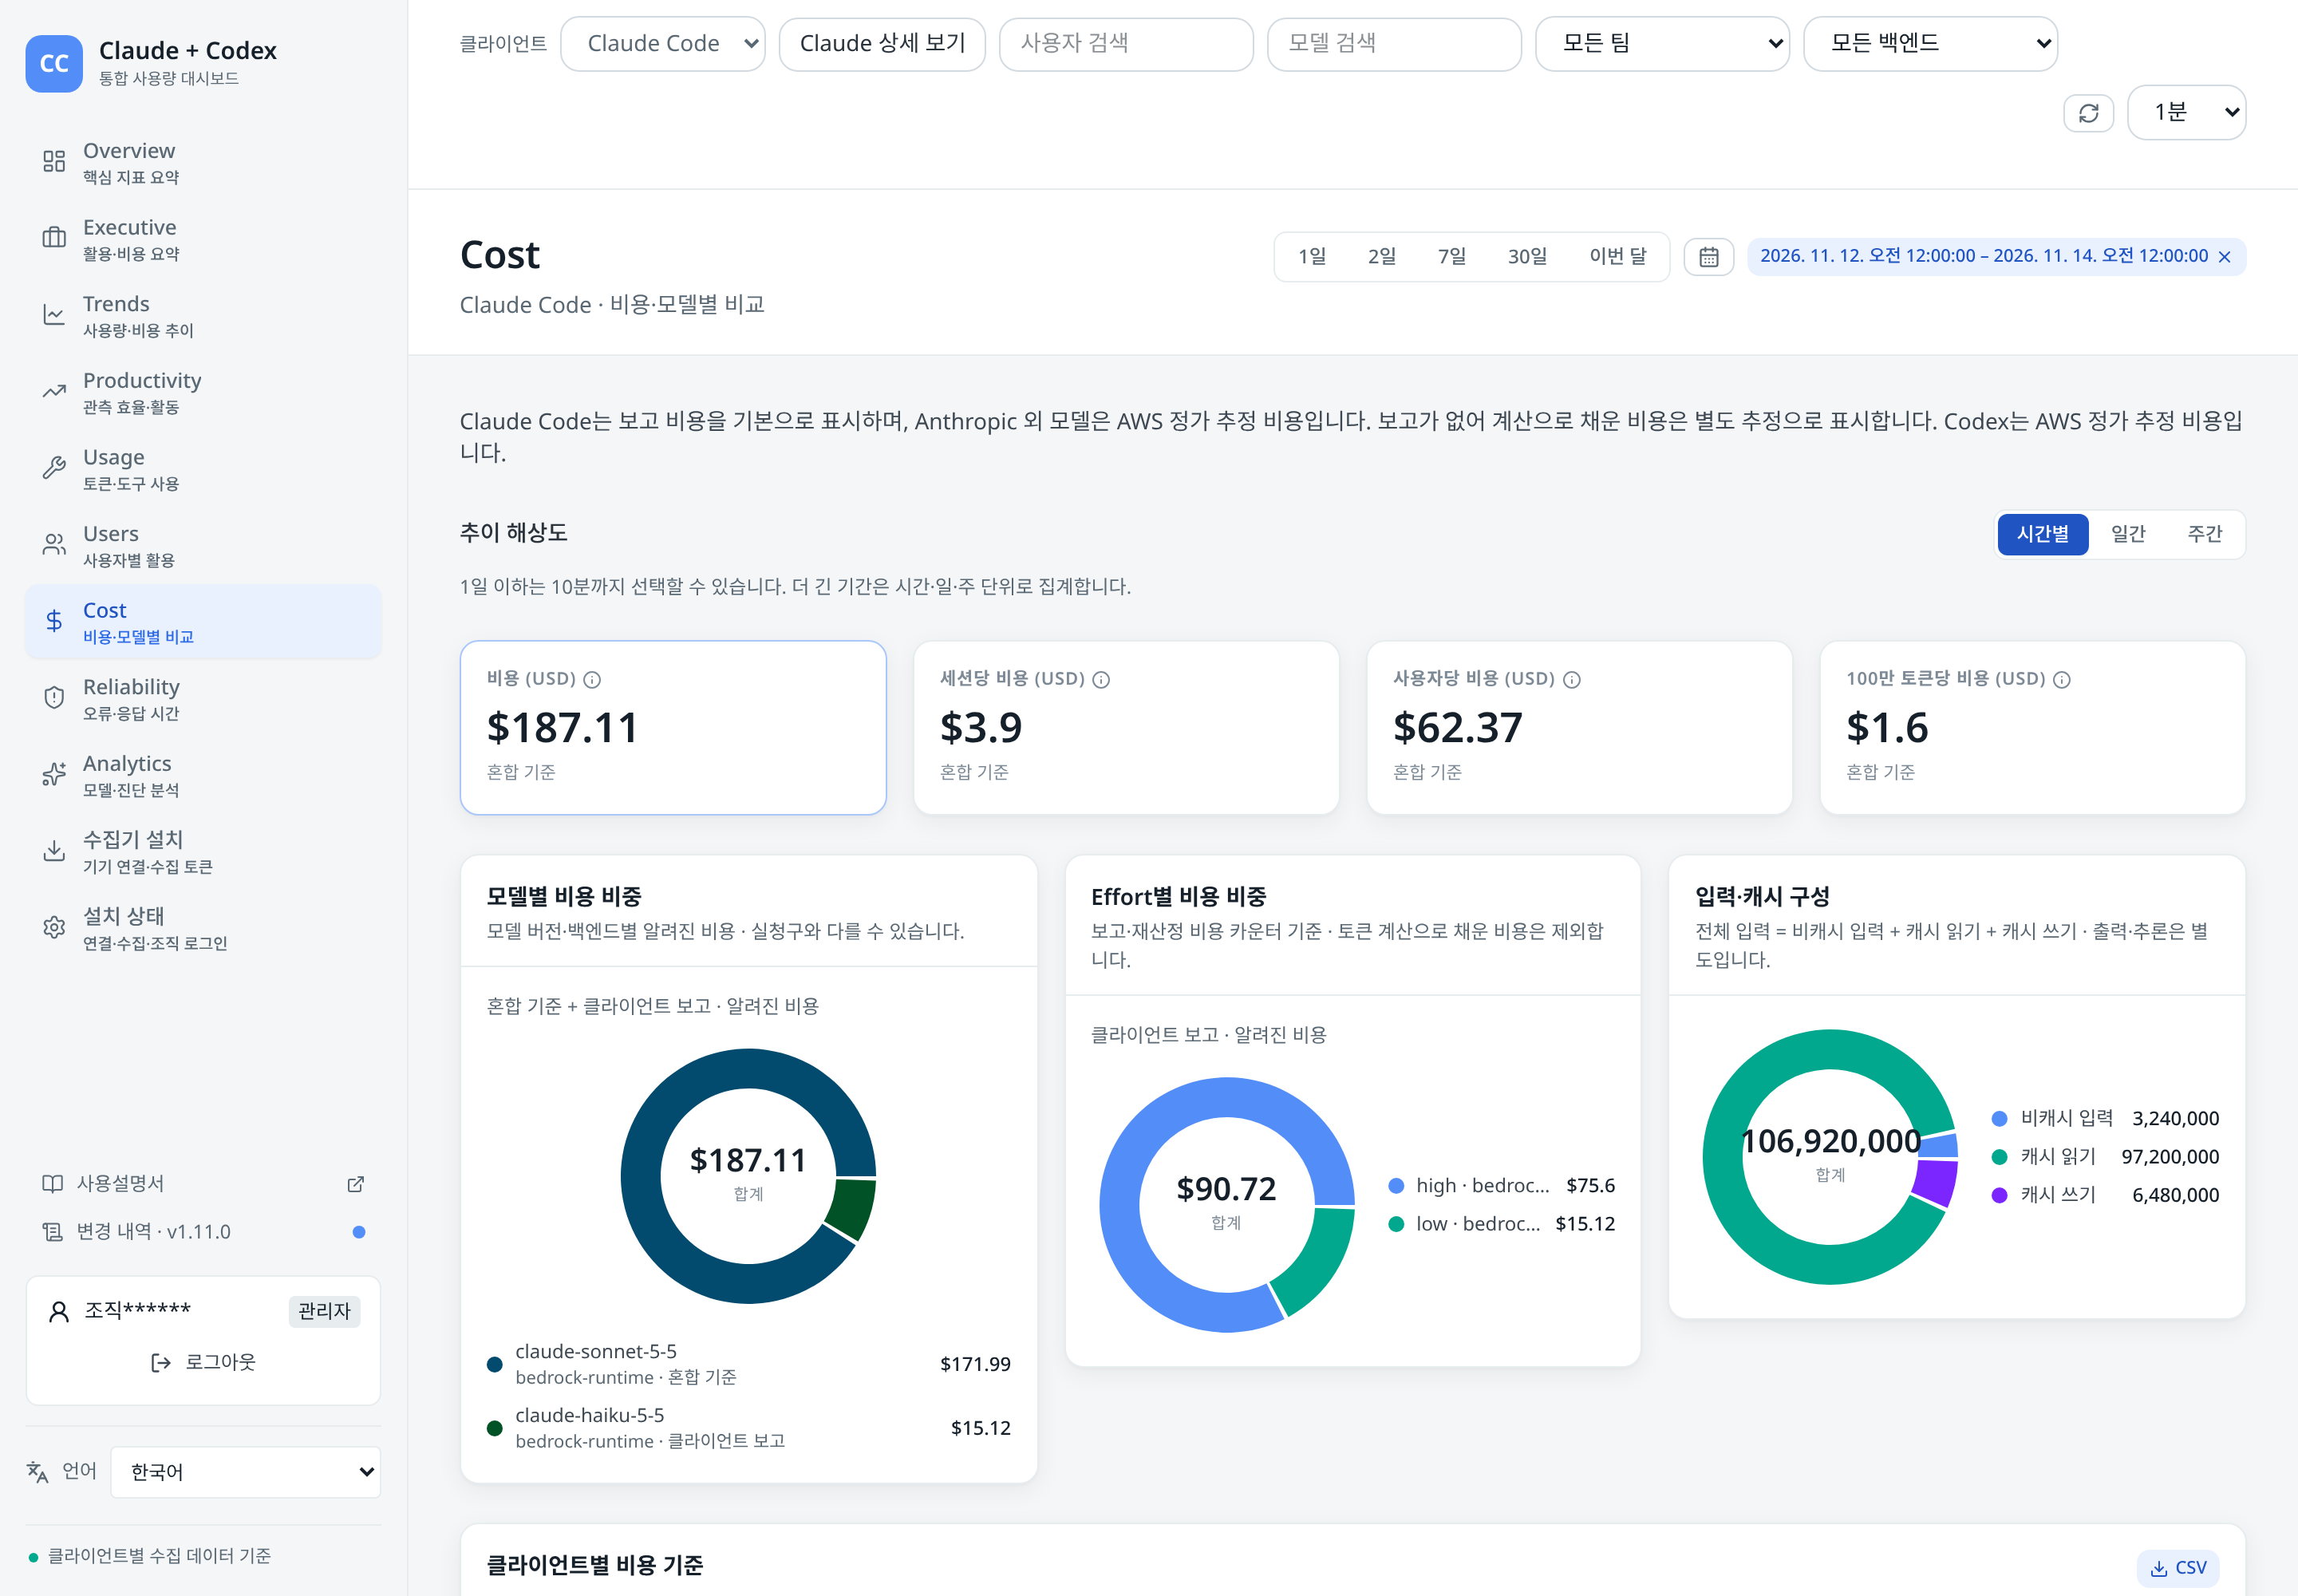 CC
Claude + Codex
통합 사용량 대시보드
Overview
핵심 지표 요약
Executive
활용·비용 요약
Trends
사용량·비용 추이
Productivity
관측 효율·활동
Usage
토큰·도구 사용
Users
사용자별 활용
Cost
비용·모델별 비교
Reliability
오류·응답 시간
Analytics
모델·진단 분석
수집기 설치
기기 연결·수집 토큰
설치 상태
연결·수집·조직 로그인
사용설명서
변경 내역 · v1.11.0
조직******
관리자
로그아웃
언어
한국어
클라이언트별 수집 데이터 기준
클라이언트
Claude Code
Claude 상세 보기
사용자 검색
모델 검색
모든 팀
모든 백엔드
1분
Cost
Claude Code · 비용·모델별 비교
1일
2일
7일
30일
이번 달
2026. 11. 12. 오전 12:00:00 – 2026. 11. 14. 오전 12:00:00
Claude Code는 보고 비용을 기본으로 표시하며, Anthropic 외 모델은 AWS 정가 추정 비용입니다. 보고가 없어 계산으로 채운 비용은 별도 추정으로 표시합니다. Codex는 AWS 정가 추정 비용입
니다.
추이 해상도
시간별
일간
주간
1일 이하는 10분까지 선택할 수 있습니다. 더 긴 기간은 시간·일·주 단위로 집계합니다.
비용 (USD)
$187.11
혼합 기준
세션당 비용 (USD)
$3.9
혼합 기준
사용자당 비용 (USD)
$62.37
혼합 기준
100만 토큰당 비용 (USD)
$1.6
혼합 기준
모델별 비용 비중
모델 버전·백엔드별 알려진 비용 · 실청구와 다를 수 있습니다.
혼합 기준 + 클라이언트 보고 · 알려진 비용
$187.11
합계
claude-sonnet-5-5
bedrock-runtime · 혼합 기준
$171.99
claude-haiku-5-5
bedrock-runtime · 클라이언트 보고
$15.12
Effort별 비용 비중
보고·재산정 비용 카운터 기준 · 토큰 계산으로 채운 비용은 제외합
니다.
클라이언트 보고 · 알려진 비용
$90.72
합계
high · bedroc... $75.6
low · bedroc... $15.12
입력·캐시 구성
전체 입력 = 비캐시 입력 + 캐시 읽기 + 캐시 쓰기 · 출력·추론은 별
도입니다.
106,920,000
합계
비캐시 입력 3,240,000
캐시 읽기 97,200,000
캐시 쓰기 6,480,000
클라이언트별 비용 기준
CSV